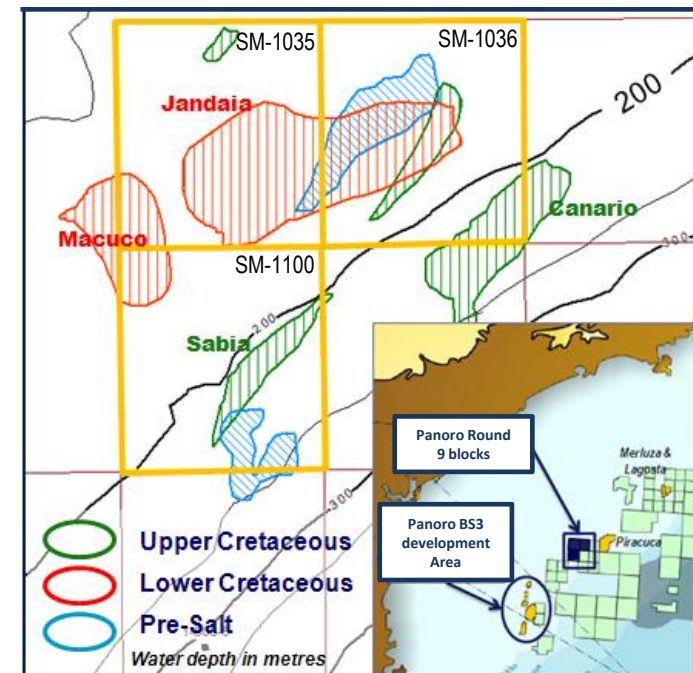 SM-1035
SM-1036
200
Jandaia
Macuco
Canario
SM-1100
300
200
Sabia
300
Upper Cretaceous
Lower Cretaceous
Pre-Salt
Water depth in metres
Panoro Round
9 blocks
Merluza &
Lagosta
Panoro BS3
development
Area
Piracuca